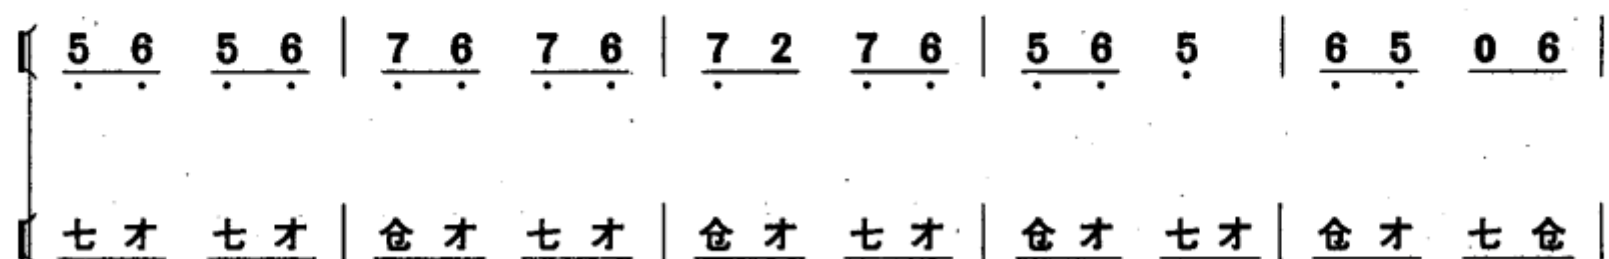 5 6 5 6 | 7 6 7 6 | 7 2 7 6 | 5 6 5 | 6 5 0 6 |
七 才 七 才 | 仓 才 七 才 | 仓 才 七 才 | 仓 才 七 才 | 仓 才 七 仓 |